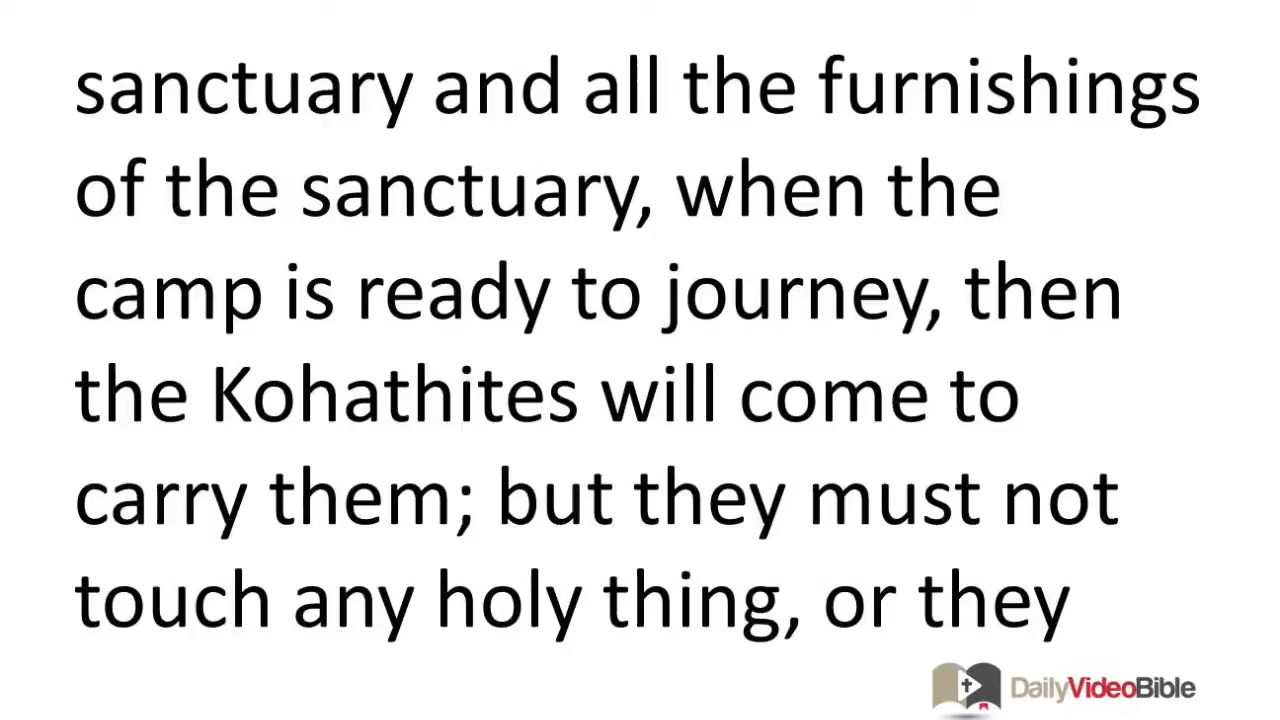 sanctuary and all the furnishings
of the sanctuary, when the
camp is ready to journey, then
the Kohathites will come to
carry them; but they must not
touch any holy thing, or they
DailyVideoBible